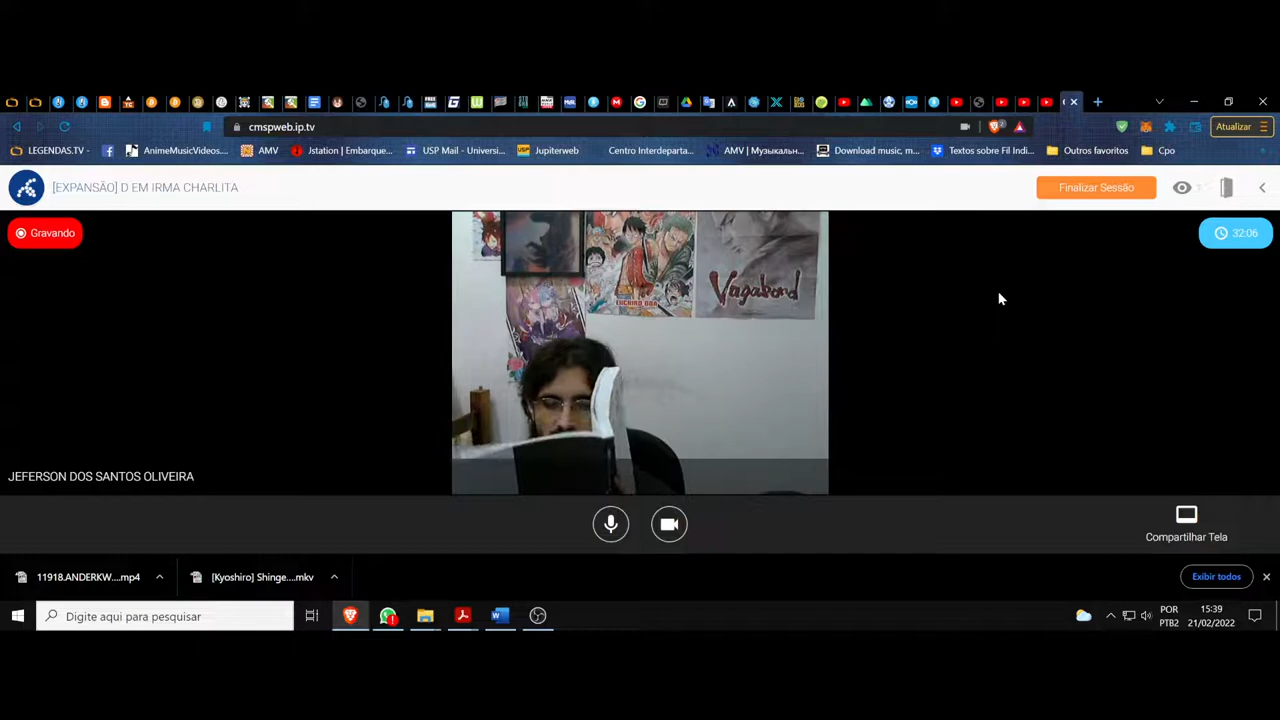 cmspweb.ip.tv
2
Atualizar
LEGENDAS.TV -
AnimeMusicVideos....
AMV
Jstation | Embarque...
USP Mail - Universi...
USP
Jupiterweb
Centro Interdeparta...
AMV | Музыкальн...
Download music, m...
Textos sobre Fil Indi...
Outros favoritos
Cpo
[EXPANSÃO] D EM IRMA CHARLITA
Finalizar Sessão
Gravando
32:06
Vagabond
JEFERSON DOS SANTOS OLIVEIRA
Compartilhar Tela
11918.ANDERKW....mp4
[Kyoshiro] Shinge....mkv
Exibir todos
Digite aqui para pesquisar
POR
PTB2
15:39
21/02/2022